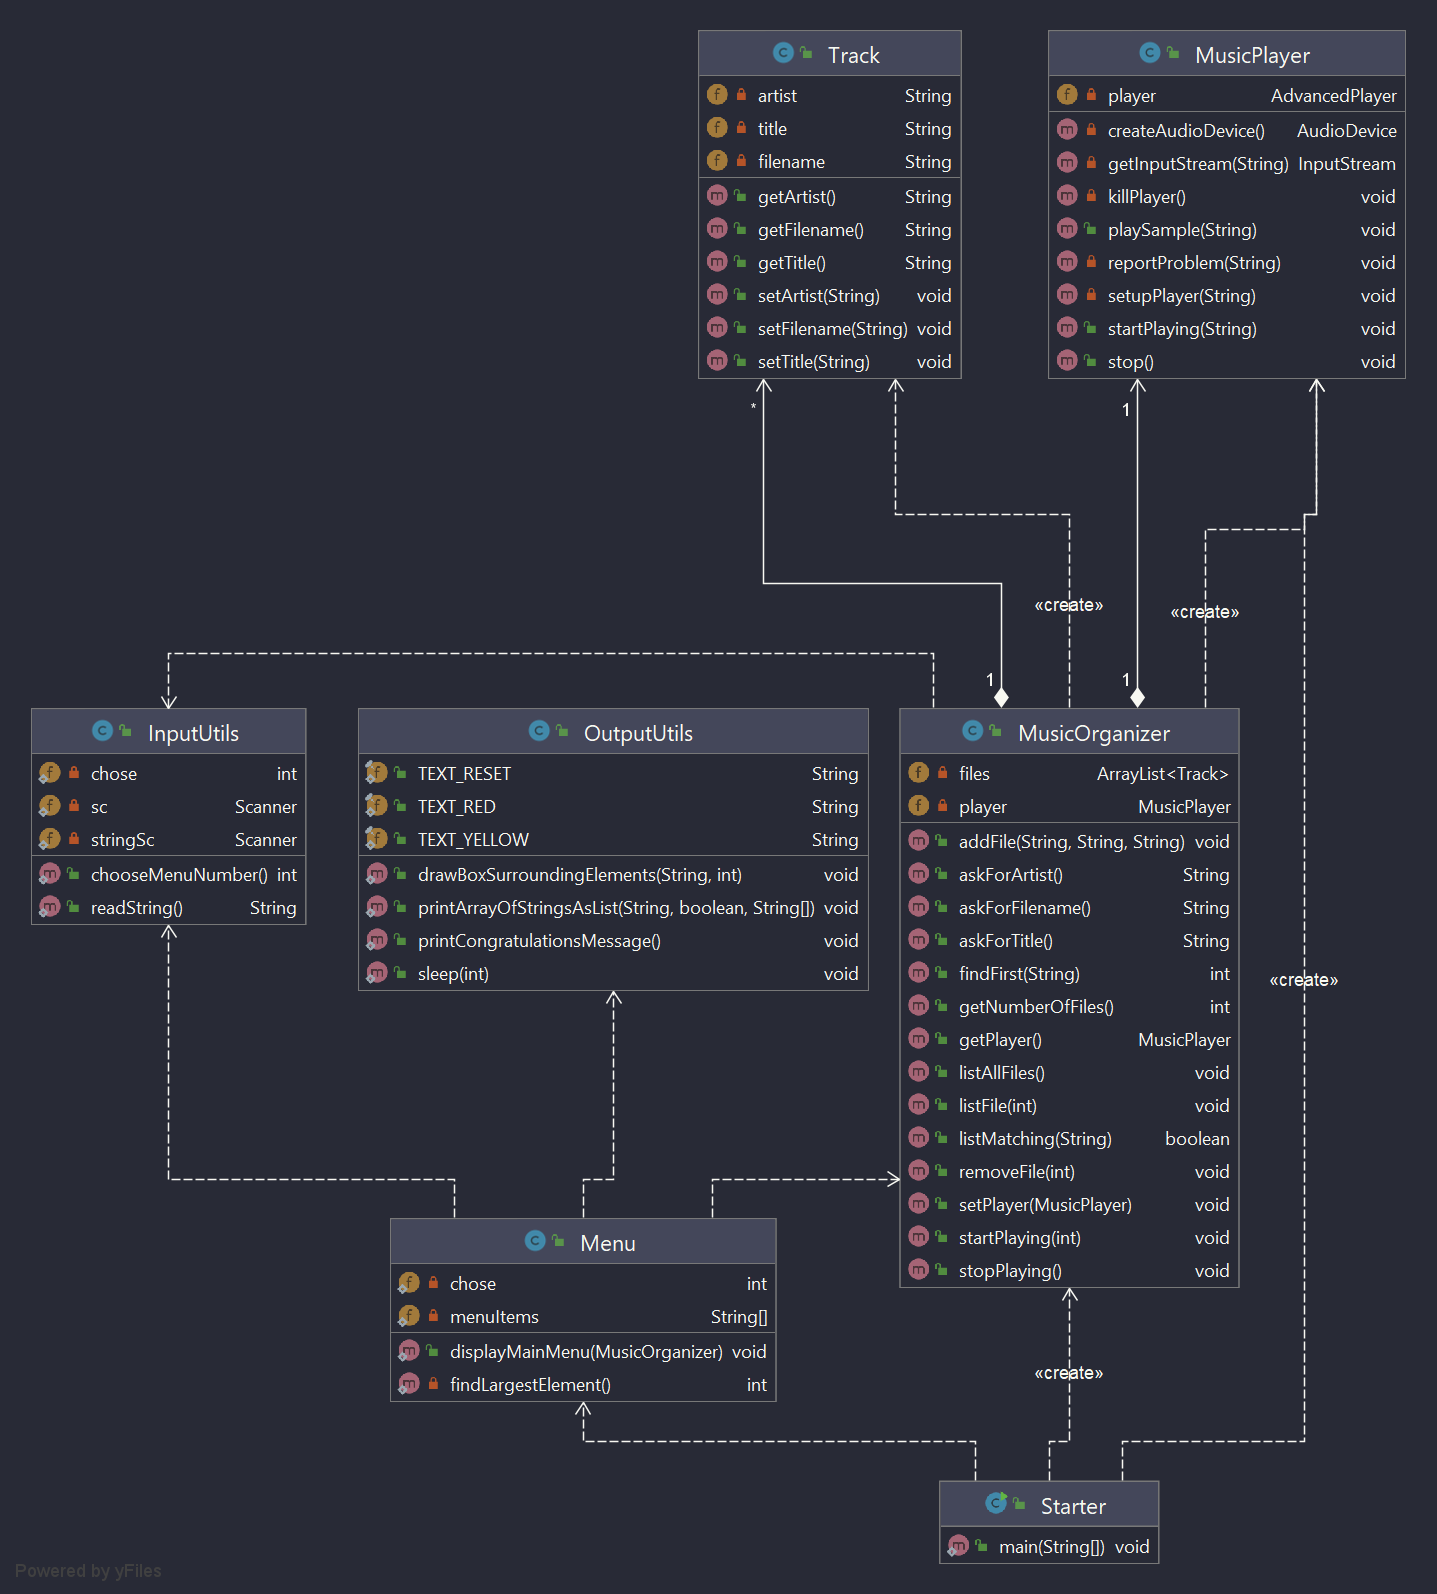 Track
artist String
title String
filename String
getArtist() String
getFilename() String
getTitle() String
setArtist(String) void
setFilename(String) void
setTitle(String) void
MusicPlayer
player AdvancedPlayer
createAudioDevice() AudioDevice
getInputStream(String) InputStream
killPlayer() void
playSample(String) void
reportProblem(String) void
setupPlayer(String) void
startPlaying(String) void
stop() void
*
1
«create»
«create»
1
1
InputUtils
chose int
sc Scanner
stringSc Scanner
chooseMenuNumber() int
readString() String
OutputUtils
TEXT_RESET String
TEXT_RED String
TEXT_YELLOW String
drawBoxSurroundingElements(String, int) void
printArrayOfStringsAsList(String, boolean, String[]) void
printCongratulationsMessage() void
sleep(int) void
MusicOrganizer
files ArrayList<Track>
player MusicPlayer
addFile(String, String, String) void
askForArtist() String
askForFilename() String
askForTitle() String
findFirst(String) int
getNumberOfFiles() int
getPlayer() MusicPlayer
listAllFiles() void
listFile(int) void
listMatching(String) boolean
removeFile(int) void
setPlayer(MusicPlayer) void
startPlaying(int) void
stopPlaying() void
«create»
Menu
chose int
menuItems String[]
displayMainMenu(MusicOrganizer) void
findLargestElement() int
«create»
Starter
main(String[]) void
Powered by yFiles